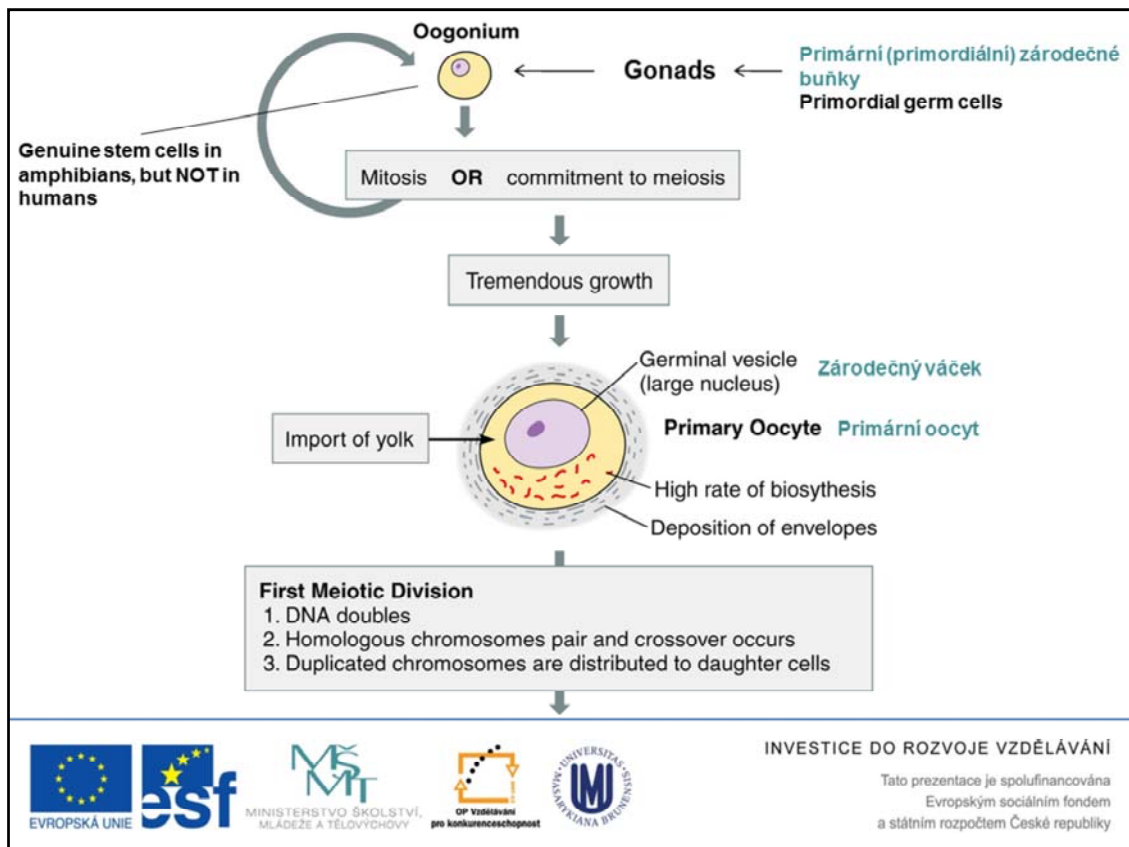 Oogonium
Gonads
Primární (primordiální) zárodečné
buňky
Primordial germ cells
Genuine stem cells in
amphibians, but NOT in
humans
Mitosis OR commitment to meiosis
Tremendous growth
Germinal vesicle
(large nucleus)
Zárodečný váček
Import of yolk
Primary Oocyte Primární oocyt
High rate of biosythesis
Deposition of envelopes
First Meiotic Division
1. DNA doubles
2. Homologous chromosomes pair and crossover occurs
3. Duplicated chromosomes are distributed to daughter cells
EVROPSKÁ UNIE
esf
MŠMT
MINISTERSTVO ŠKOLSTVÍ,
MLÁDEŽE A TĚLOVÝCHOVY
OP Vzdělávání
pro konkurenceschopnost
UNIVERSITAS
MASARYKIANA BRUNENSIS
INVESTICE DO ROZVOJE VZDĚLÁVÁNÍ
Tato prezentace je spolufinancována
Evropským sociálním fondem
a státním rozpočtem České republiky